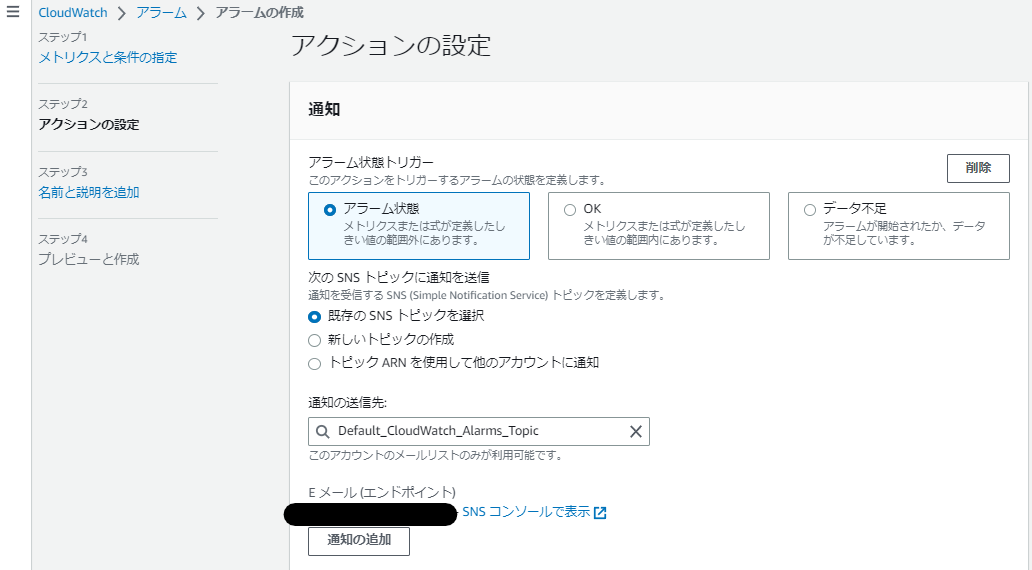 CloudWatch > アラーム > アラームの作成
ステップ1
メトリクスと条件の指定
ステップ2
アクションの設定
ステップ3
名前と説明を追加
ステップ4
プレビューと作成
アクションの設定
通知
アラーム状態トリガー
このアクションをトリガーするアラームの状態を定義します。
削除
アラーム状態
メトリクスまたは式が定義したし
きい値の範囲外にあります。
OK
メトリクスまたは式が定義したし
きい値の範囲内にあります。
データ不足
アラームが開始されたか、データ
が不足しています。
次の SNS トピックに通知を送信
通知を受信する SNS (Simple Notification Service) トピックを定義します。
既存の SNS トピックを選択
新しいトピックの作成
トピック ARN を使用して他のアカウントに通知
通知の送信先:
Default_CloudWatch_Alarms_Topic
このアカウントのメールリストのみが利用可能です。
E メール (エンドポイント)
- SNS コンソールで表示
通知の追加